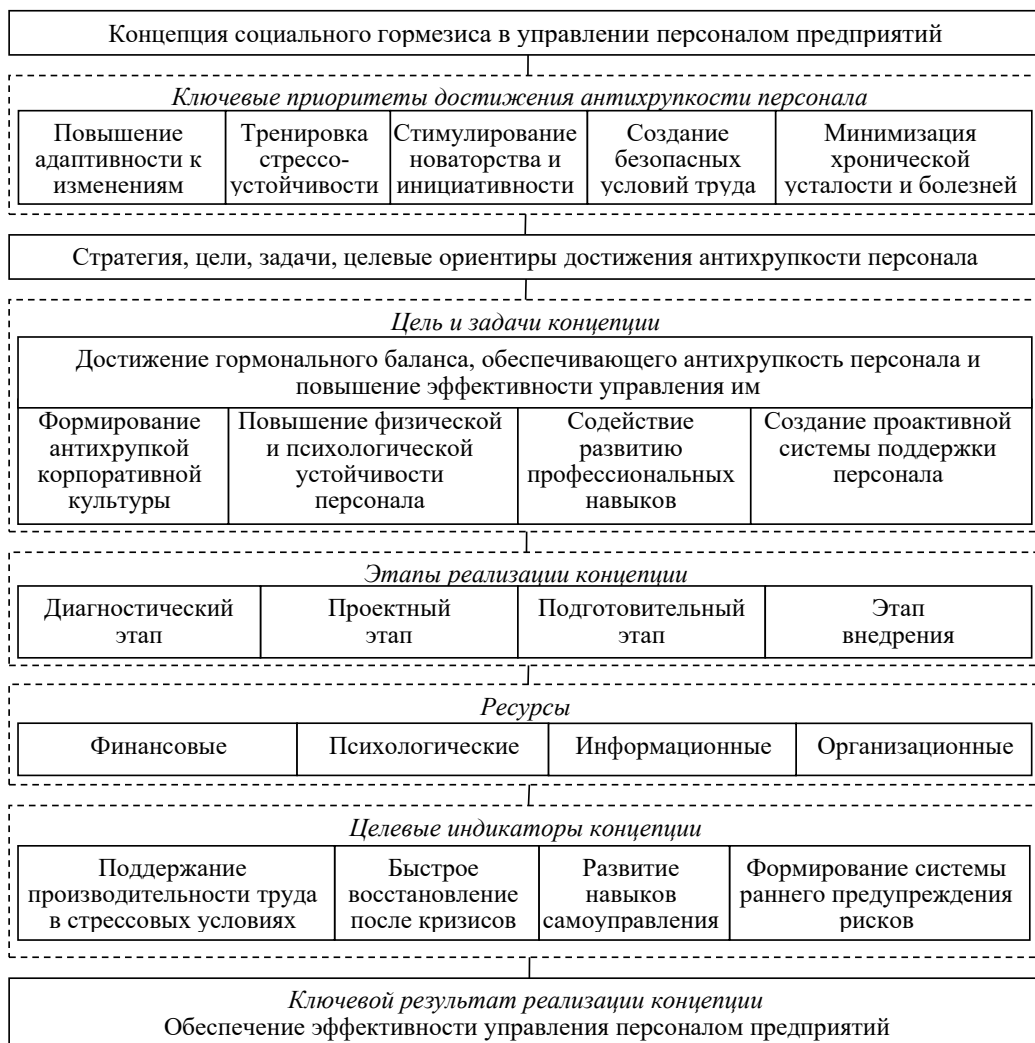 Концепция социального гормезиса в управлении персоналом предприятий
Ключевые приоритеты достижения антихрупкости персонала
Повышение
адаптивности к
изменениям
Тренировка
стрессо-
устойчивости
Стимулирование
новаторства и
инициативности
Создание
безопасных
условий труда
Минимизация
хронической
усталости и болезней
Стратегия, цели, задачи, целевые ориентиры достижения антихрупкости персонала
Цель и задачи концепции
Достижение гормонального баланса, обеспечивающего антихрупкость персонала и
повышение эффективности управления им
Формирование
антихрупкой
корпоративной
культуры
Повышение физической
и психологической
устойчивости
персонала
Содействие
развитию
профессиональных
навыков
Создание проактивной
системы поддержки
персонала
Этапы реализации концепции
Диагностический
этап
Проектный
этап
Подготовительный
этап
Этап
внедрения
Ресурсы
Финансовые
Психологические
Информационные
Организационные
Целевые индикаторы концепции
Поддержание
производительности труда
в стрессовых условиях
Быстрое
восстановление
после кризисов
Развитие
навыков
самоуправления
Формирование системы
раннего предупреждения
рисков
Ключевой результат реализации концепции
Обеспечение эффективности управления персоналом предприятий